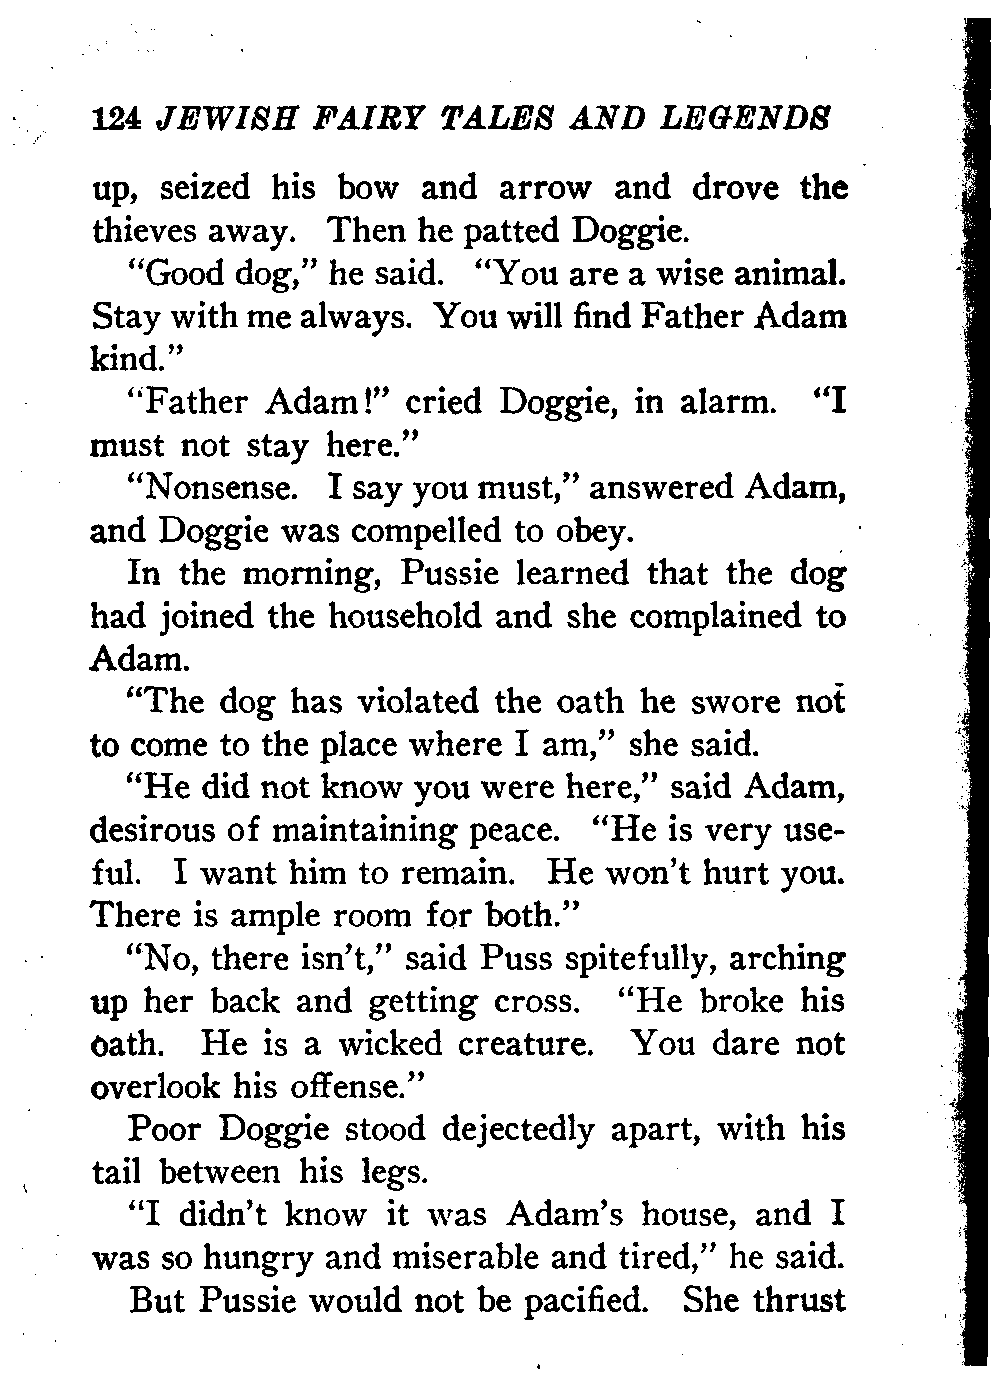 124 JEWISH FAIRY TALES AND LEGENDS
up, seized his bow and arrow and drove the
thieves away. Then he patted Doggie.
"Good dog," he said. "You are a wise animal.
Stay with me always. You will find Father Adam
kind."
"Father Adam!" cried Doggie, in alarm. "I
must not stay here."
"Nonsense. I say you must," answered Adam,
and Doggie was compelled to obey.
In the morning, Pussie learned that the dog
had joined the household and she complained to
Adam.
"The dog has violated the oath he swore not
to come to the place where I am," she said.
"He did not know you were here," said Adam,
desirous of maintaining peace. "He is very use-
ful. I want him to remain. He won't hurt you.
There is ample room for both."
"No, there isn't," said Puss spitefully, arching
up her back and getting cross. "He broke his
oath. He is a wicked creature. You dare not
overlook his offense."
Poor Doggie stood dejectedly apart, with his
tail between his legs.
"I didn't know it was Adam's house, and I
was so hungry and miserable and tired," he said.
But Pussie would not be pacified. She thrust